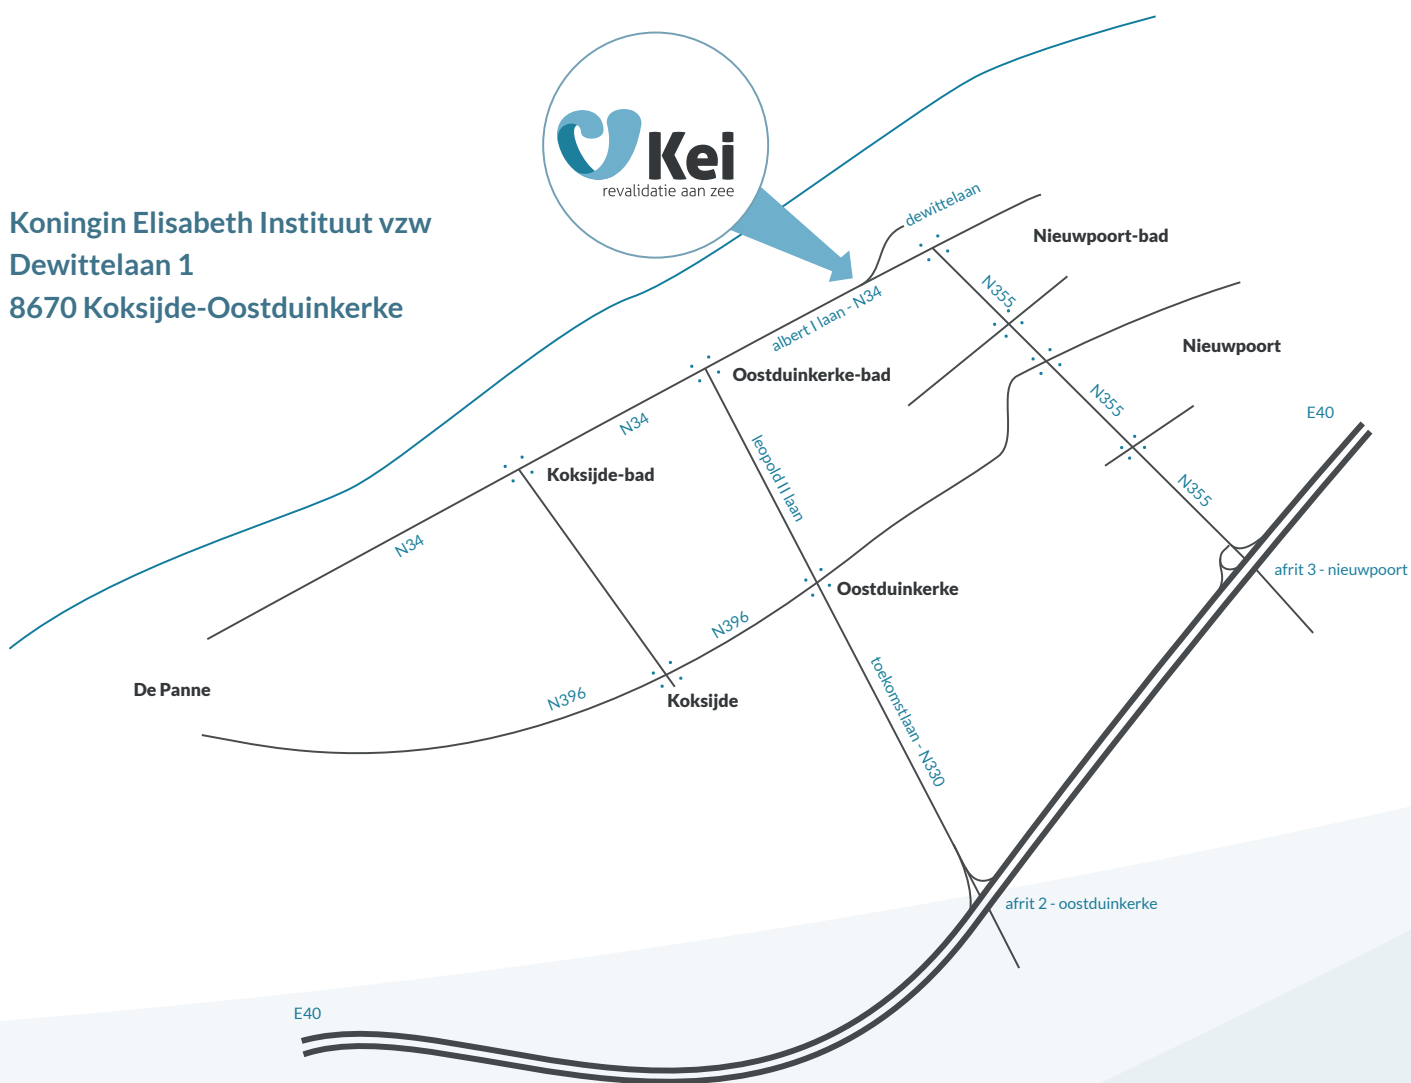 Kei
revalidatie aan zee
Koningin Elisabeth Instituut vzw
Dewittelaan 1
8670 Koksijde-Oostduinkerke
dewittelaan
Nieuwpoort-bad
N355
albert I laan - N34
Nieuwpoort
Oostduinkerke-bad
N355
E40
N34
leopold II laan
Koksijde-bad
N355
N34
afrit 3 - nieuwpoort
Oostduinkerke
N396
De Panne
N396
Koksijde
toekomstlaan - N330
afrit 2 - oostduinkerke
E40